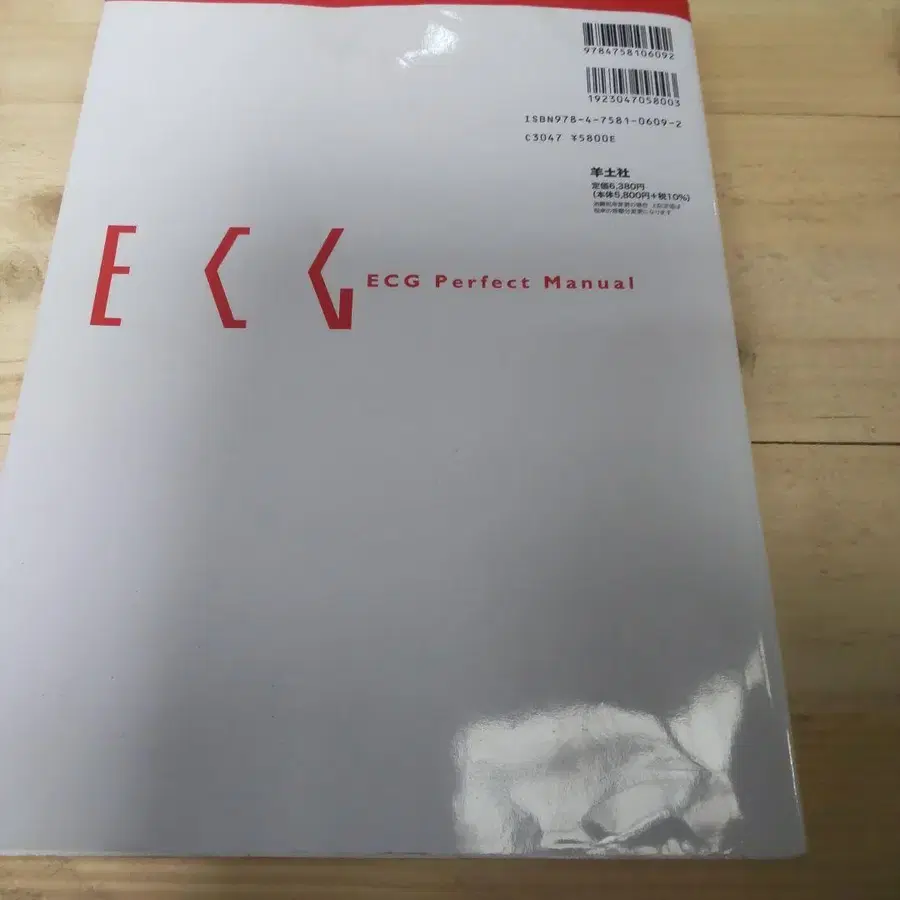 9784758106092
1923047058003
ISBN978-4-7581-0609-2
C3047 ¥5800E
羊土社
定価6,380円
(本体5,800円+税10%)
ECG
ECG Perfect Manual